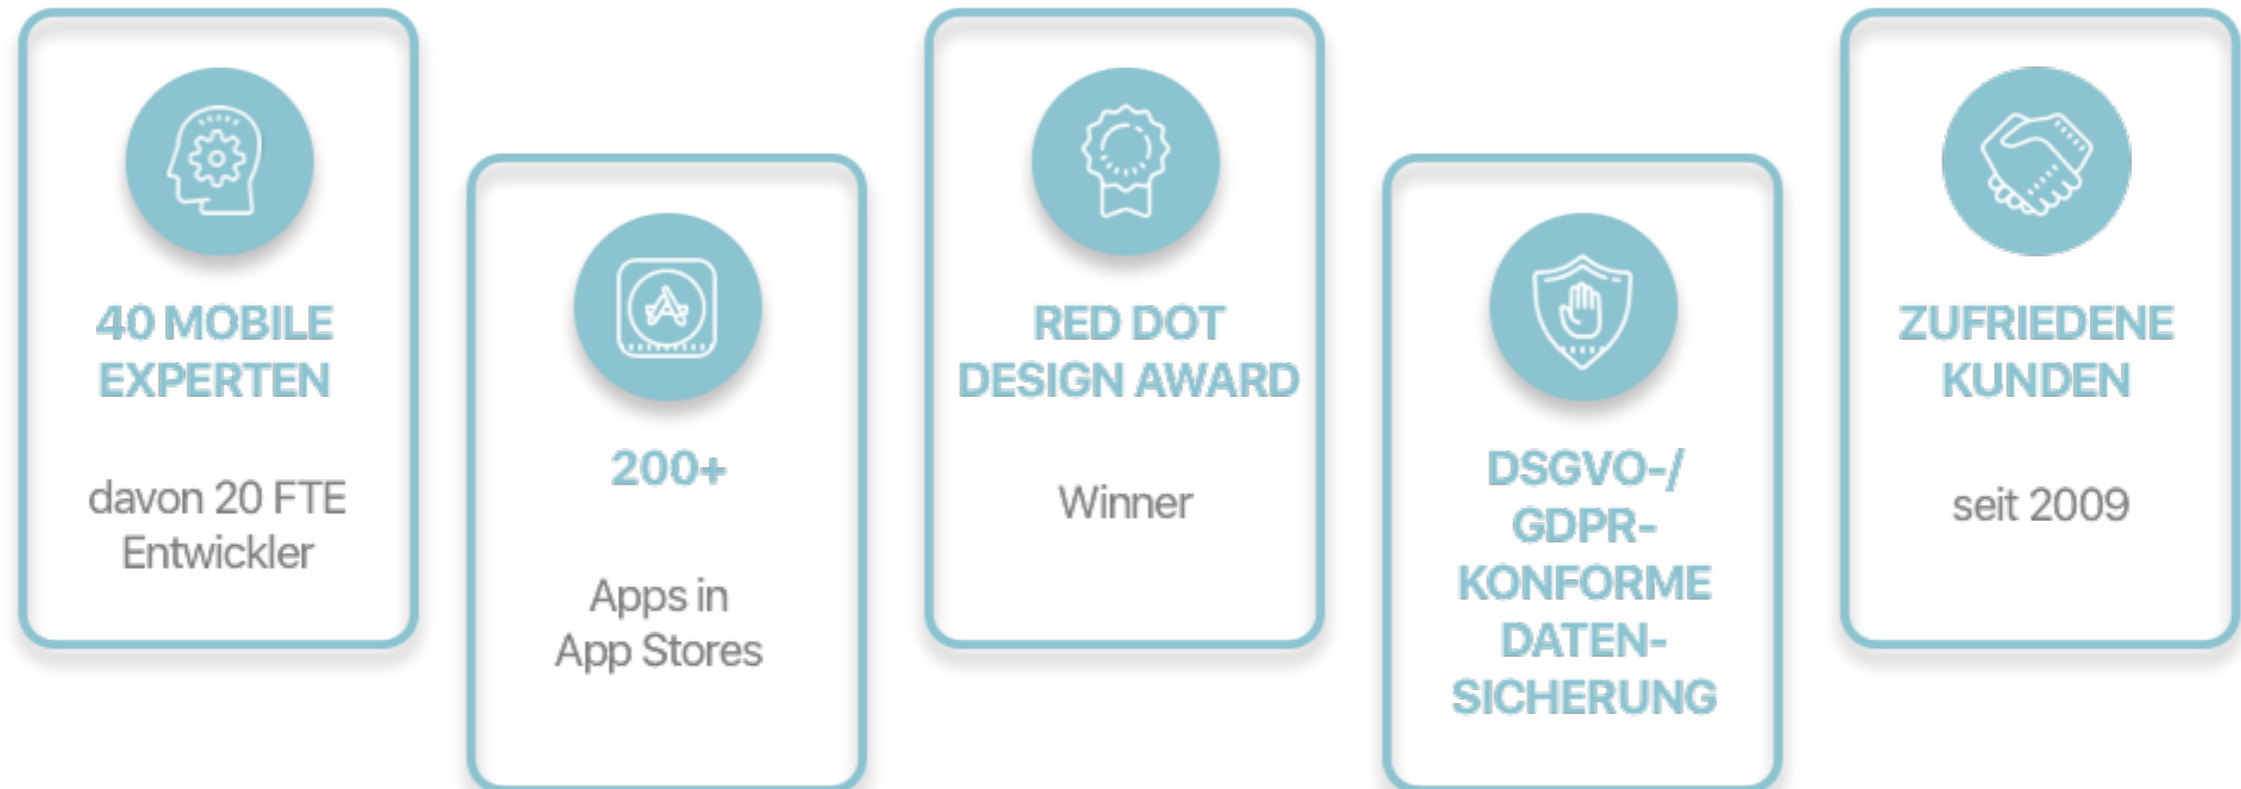 40 MOBILE
EXPERTEN
davon 20 FTE
Entwickler
200+
Apps in
App Stores
RED DOT
DESIGN AWARD
Winner
DSGVO-/
GDPR-
KONFORME
DATEN-
SICHERUNG
ZUFRIEDENE
KUNDEN
seit 2009